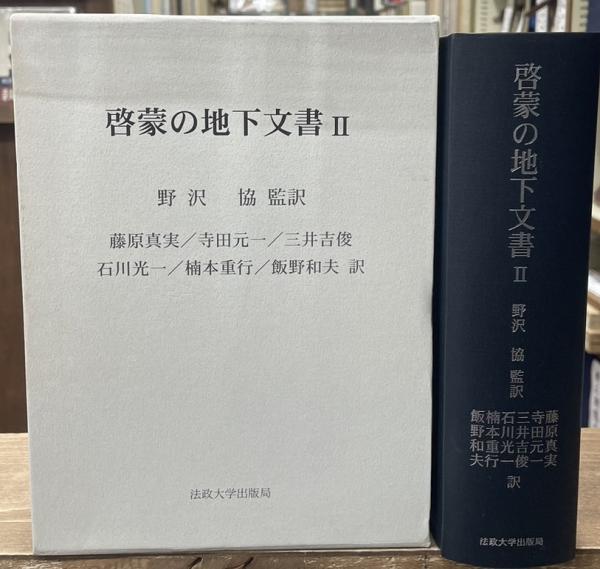 啓蒙の地下文書 II
野沢 協 監訳
藤原真実／寺田元一／三井吉俊
石川光一／楠本重行／飯野和夫 訳
法政大学出版局
啓蒙の地下文書 II
野沢 協 監訳
藤原真実
寺田元一
三井吉俊
石川光一
楠本重行
飯野和夫
訳
法政大学出版局